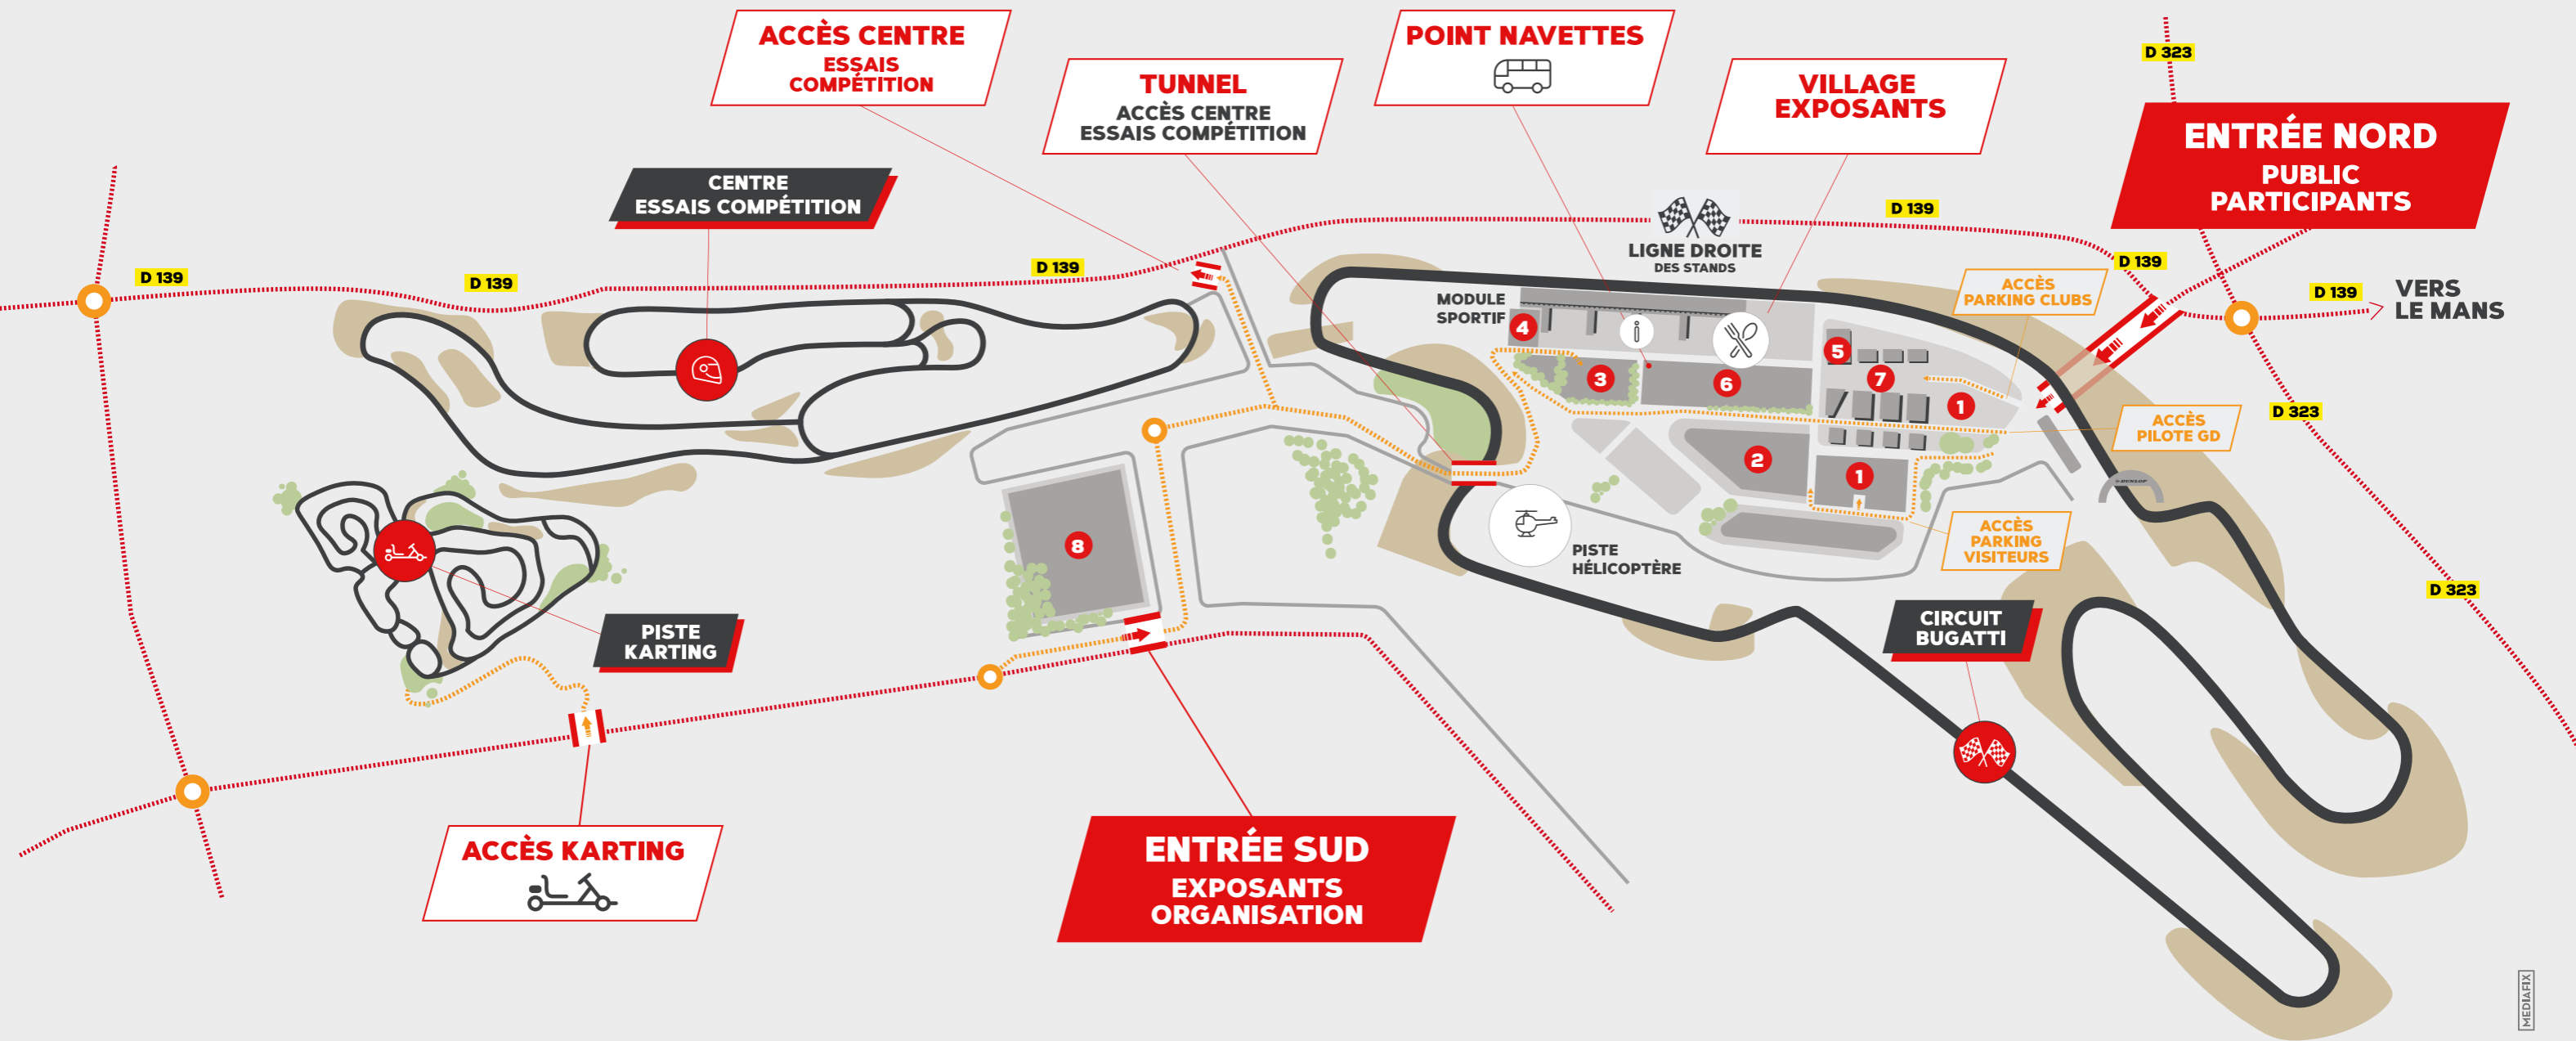 ACCÈS CENTRE
ESSAIS
COMPÉTITION
POINT NAVETTES
TUNNEL
ACCÈS CENTRE
ESSAIS COMPÉTITION
VILLAGE
EXPOSANTS
D 323
ENTRÉE NORD
PUBLIC
PARTICIPANTS
CENTRE
ESSAIS COMPÉTITION
D 139
LIGNE DROITE
DES STANDS
D 139
D 139
D 139
D 139
D 139
VERS
LE MANS
ACCÈS
PARKING CLUBS
MODULE
SPORTIF
4
i
5
3
6
7
1
D 323
ACCÈS
PILOTE GD
2
1
DUNLOP
8
ACCÈS
PARKING
VISITEURS
PISTE
HÉLICOPTÈRE
D 323
PISTE
KARTING
CIRCUIT
BUGATTI
ACCÈS KARTING
ENTRÉE SUD
EXPOSANTS
ORGANISATION
MEDIAFIX